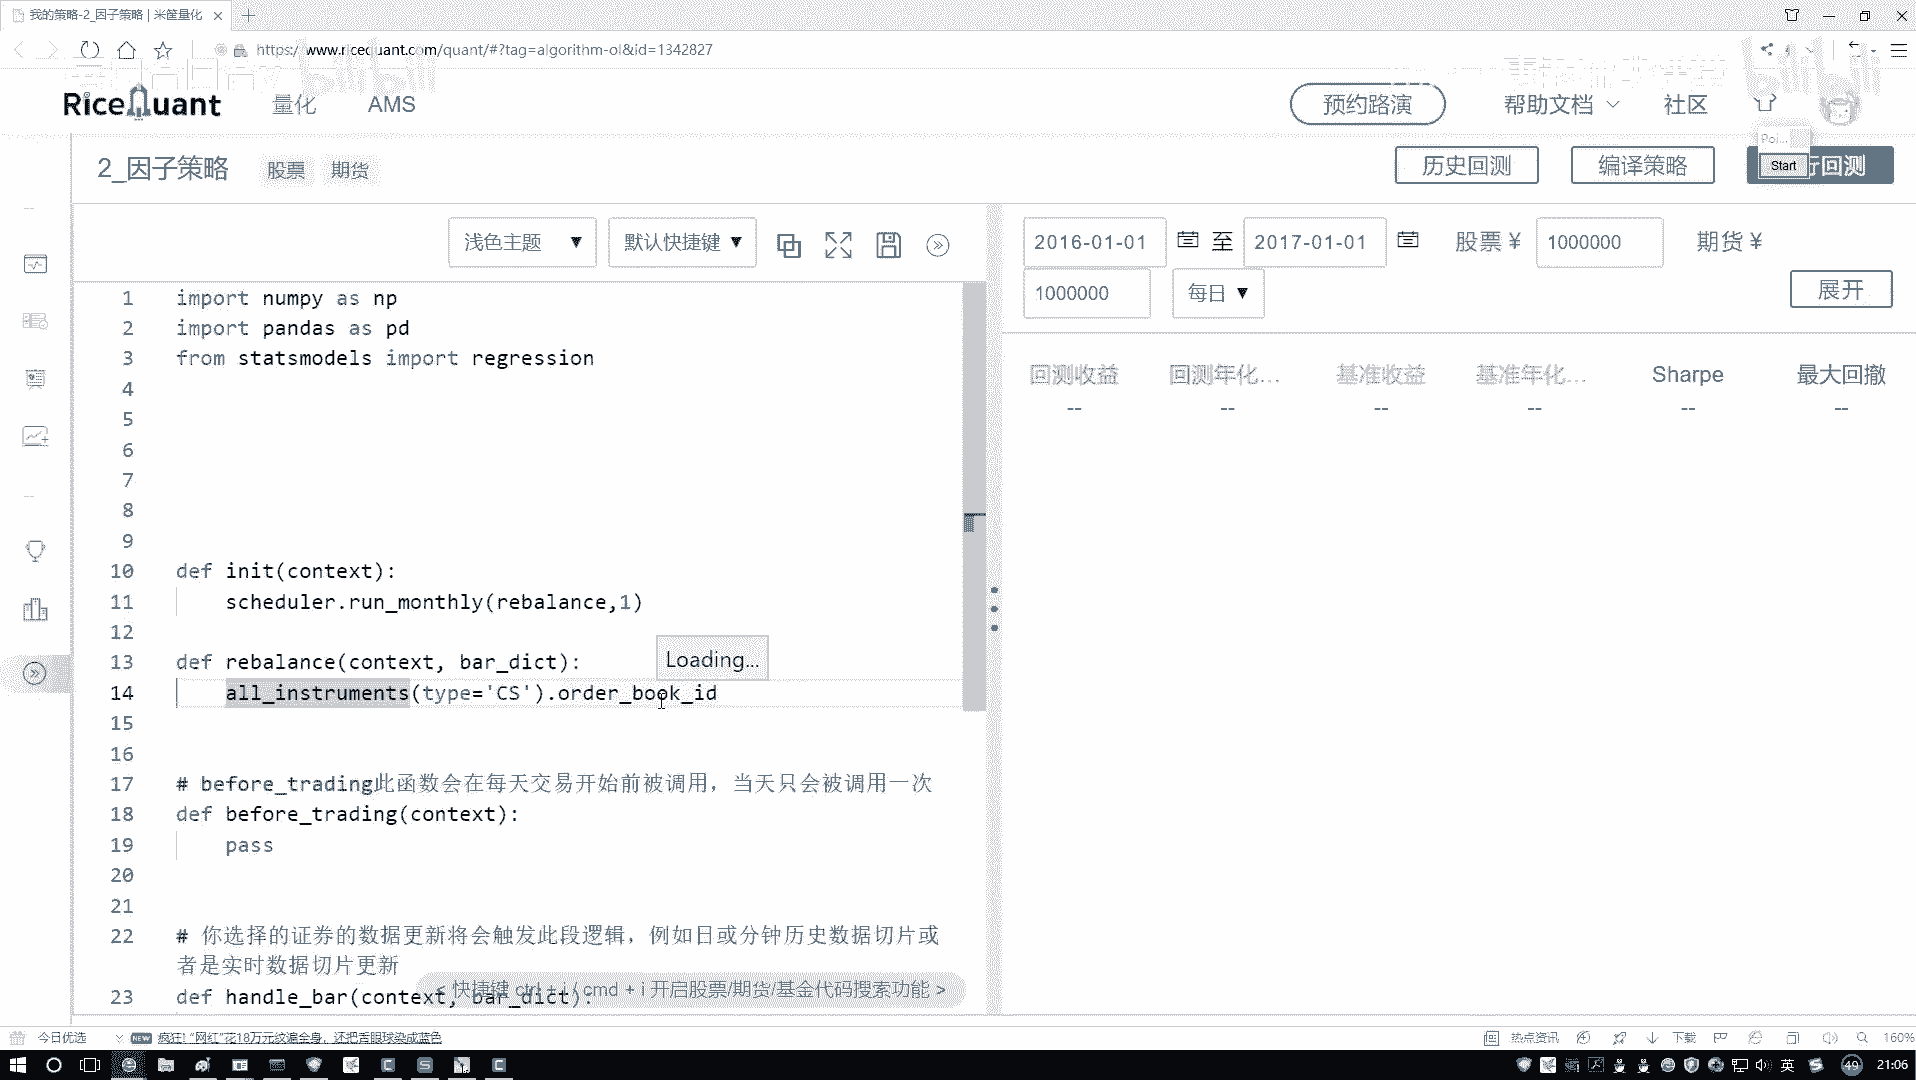 我的策略-2_因子策略 | 米筐量化
https://www.ricequant.com/quant/#?tag=algorithm-ol&id=1342827
RiceQuant 量化 AMS 预约路演 帮助文档 社区
bilibili
2_因子策略 股票 期货 历史回测 编译策略 行回测
Poi...
Start
浅色主题 ▼ 默认快捷键 ▼
2016-01-01 至 2017-01-01 股票 ¥ 1000000 期货 ¥
1000000 每日 ▼ 展开
回测收益 回测年化... 基准收益 基准年化... Sharpe 最大回撤
-- -- -- -- -- --
1 import numpy as np
2 import pandas as pd
3 from statsmodels import regression
4
5
6
7
8
9
10 def init(context):
11 scheduler.run_monthly(rebalance,1)
12
13 def rebalance(context, bar_dict):
Loading...
14 all_instruments(type='CS').order_book_id
15
16
17 # before_trading此函数会在每天交易开始前被调用，当天只会被调用一次
18 def before_trading(context):
19 pass
20
21
22 # 你选择的证券的数据更新将会触发此段逻辑，例如日或分钟历史数据切片或
者是实时数据切片更新
23 def handle_bar(context, bar_dict):
< 快捷键 ctrl + i / cmd + i 开启股票/期货/基金代码搜索功能 >
今日优选 NEW 疯狂! “网红”花18万元纹遍全身，还把舌眼球染成蓝色 热点资讯 下载 160%
英 49 21:06